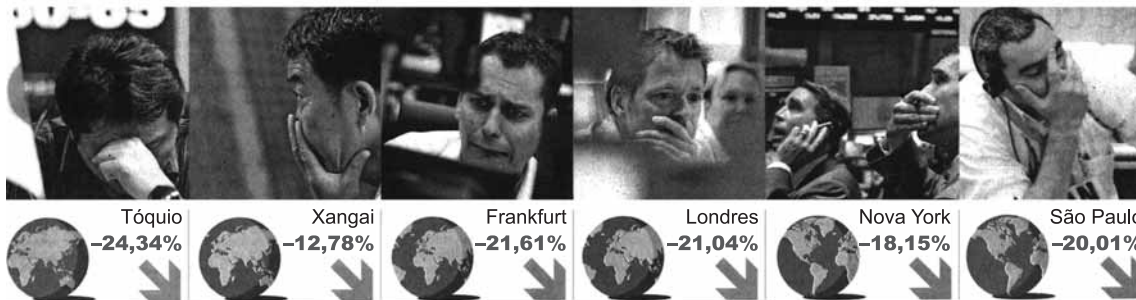 Tóquio
–24,34%
Xangai
–12,78%
Frankfurt
–21,61%
Londres
–21,04%
Nova York
–18,15%
São Paulo
–20,01%